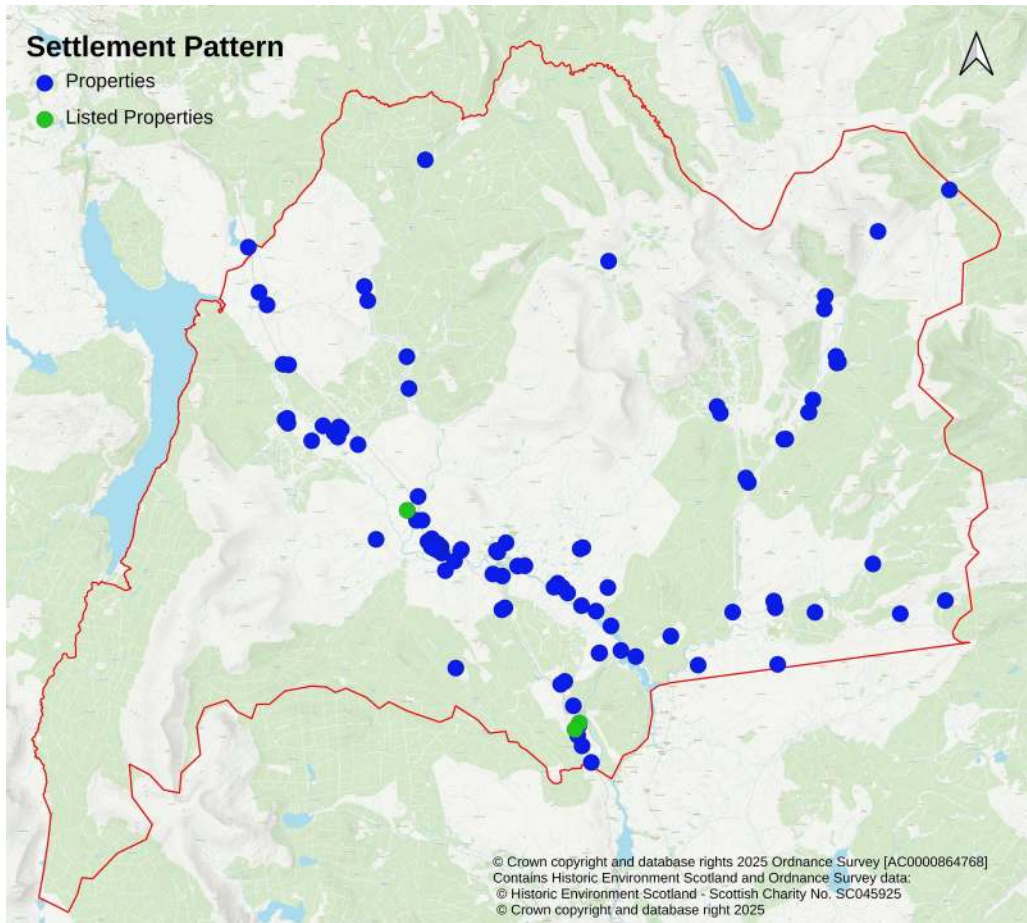 Settlement Pattern
Properties
Listed Properties
© Crown copyright and database rights 2025 Ordnance Survey [AC0000864768]
Contains Historic Environment Scotland and Ordnance Survey data:
© Historic Environment Scotland - Scottish Charity No. SC045925
© Crown copyright and database right 2025